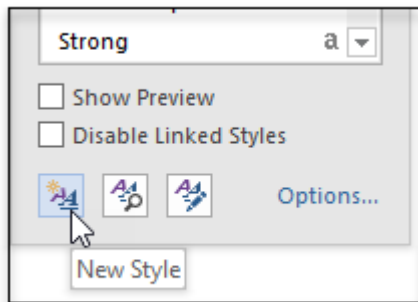 Strong a
Show Preview
Disable Linked Styles
Options...
New Style